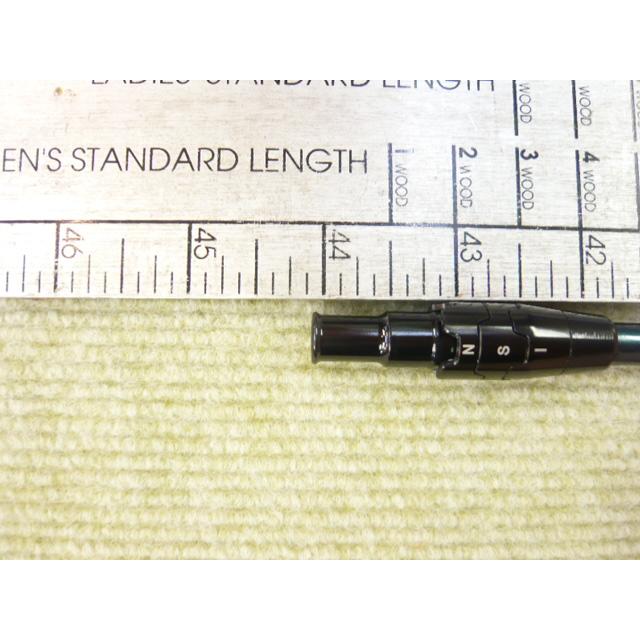 LADIES' STANDARD LENGTH
WOOD
WOOD
EN'S STANDARD LENGTH
1 WOOD
2 WOOD
3 WOOD
4 WOOD
46 45 44 43 42
N S I